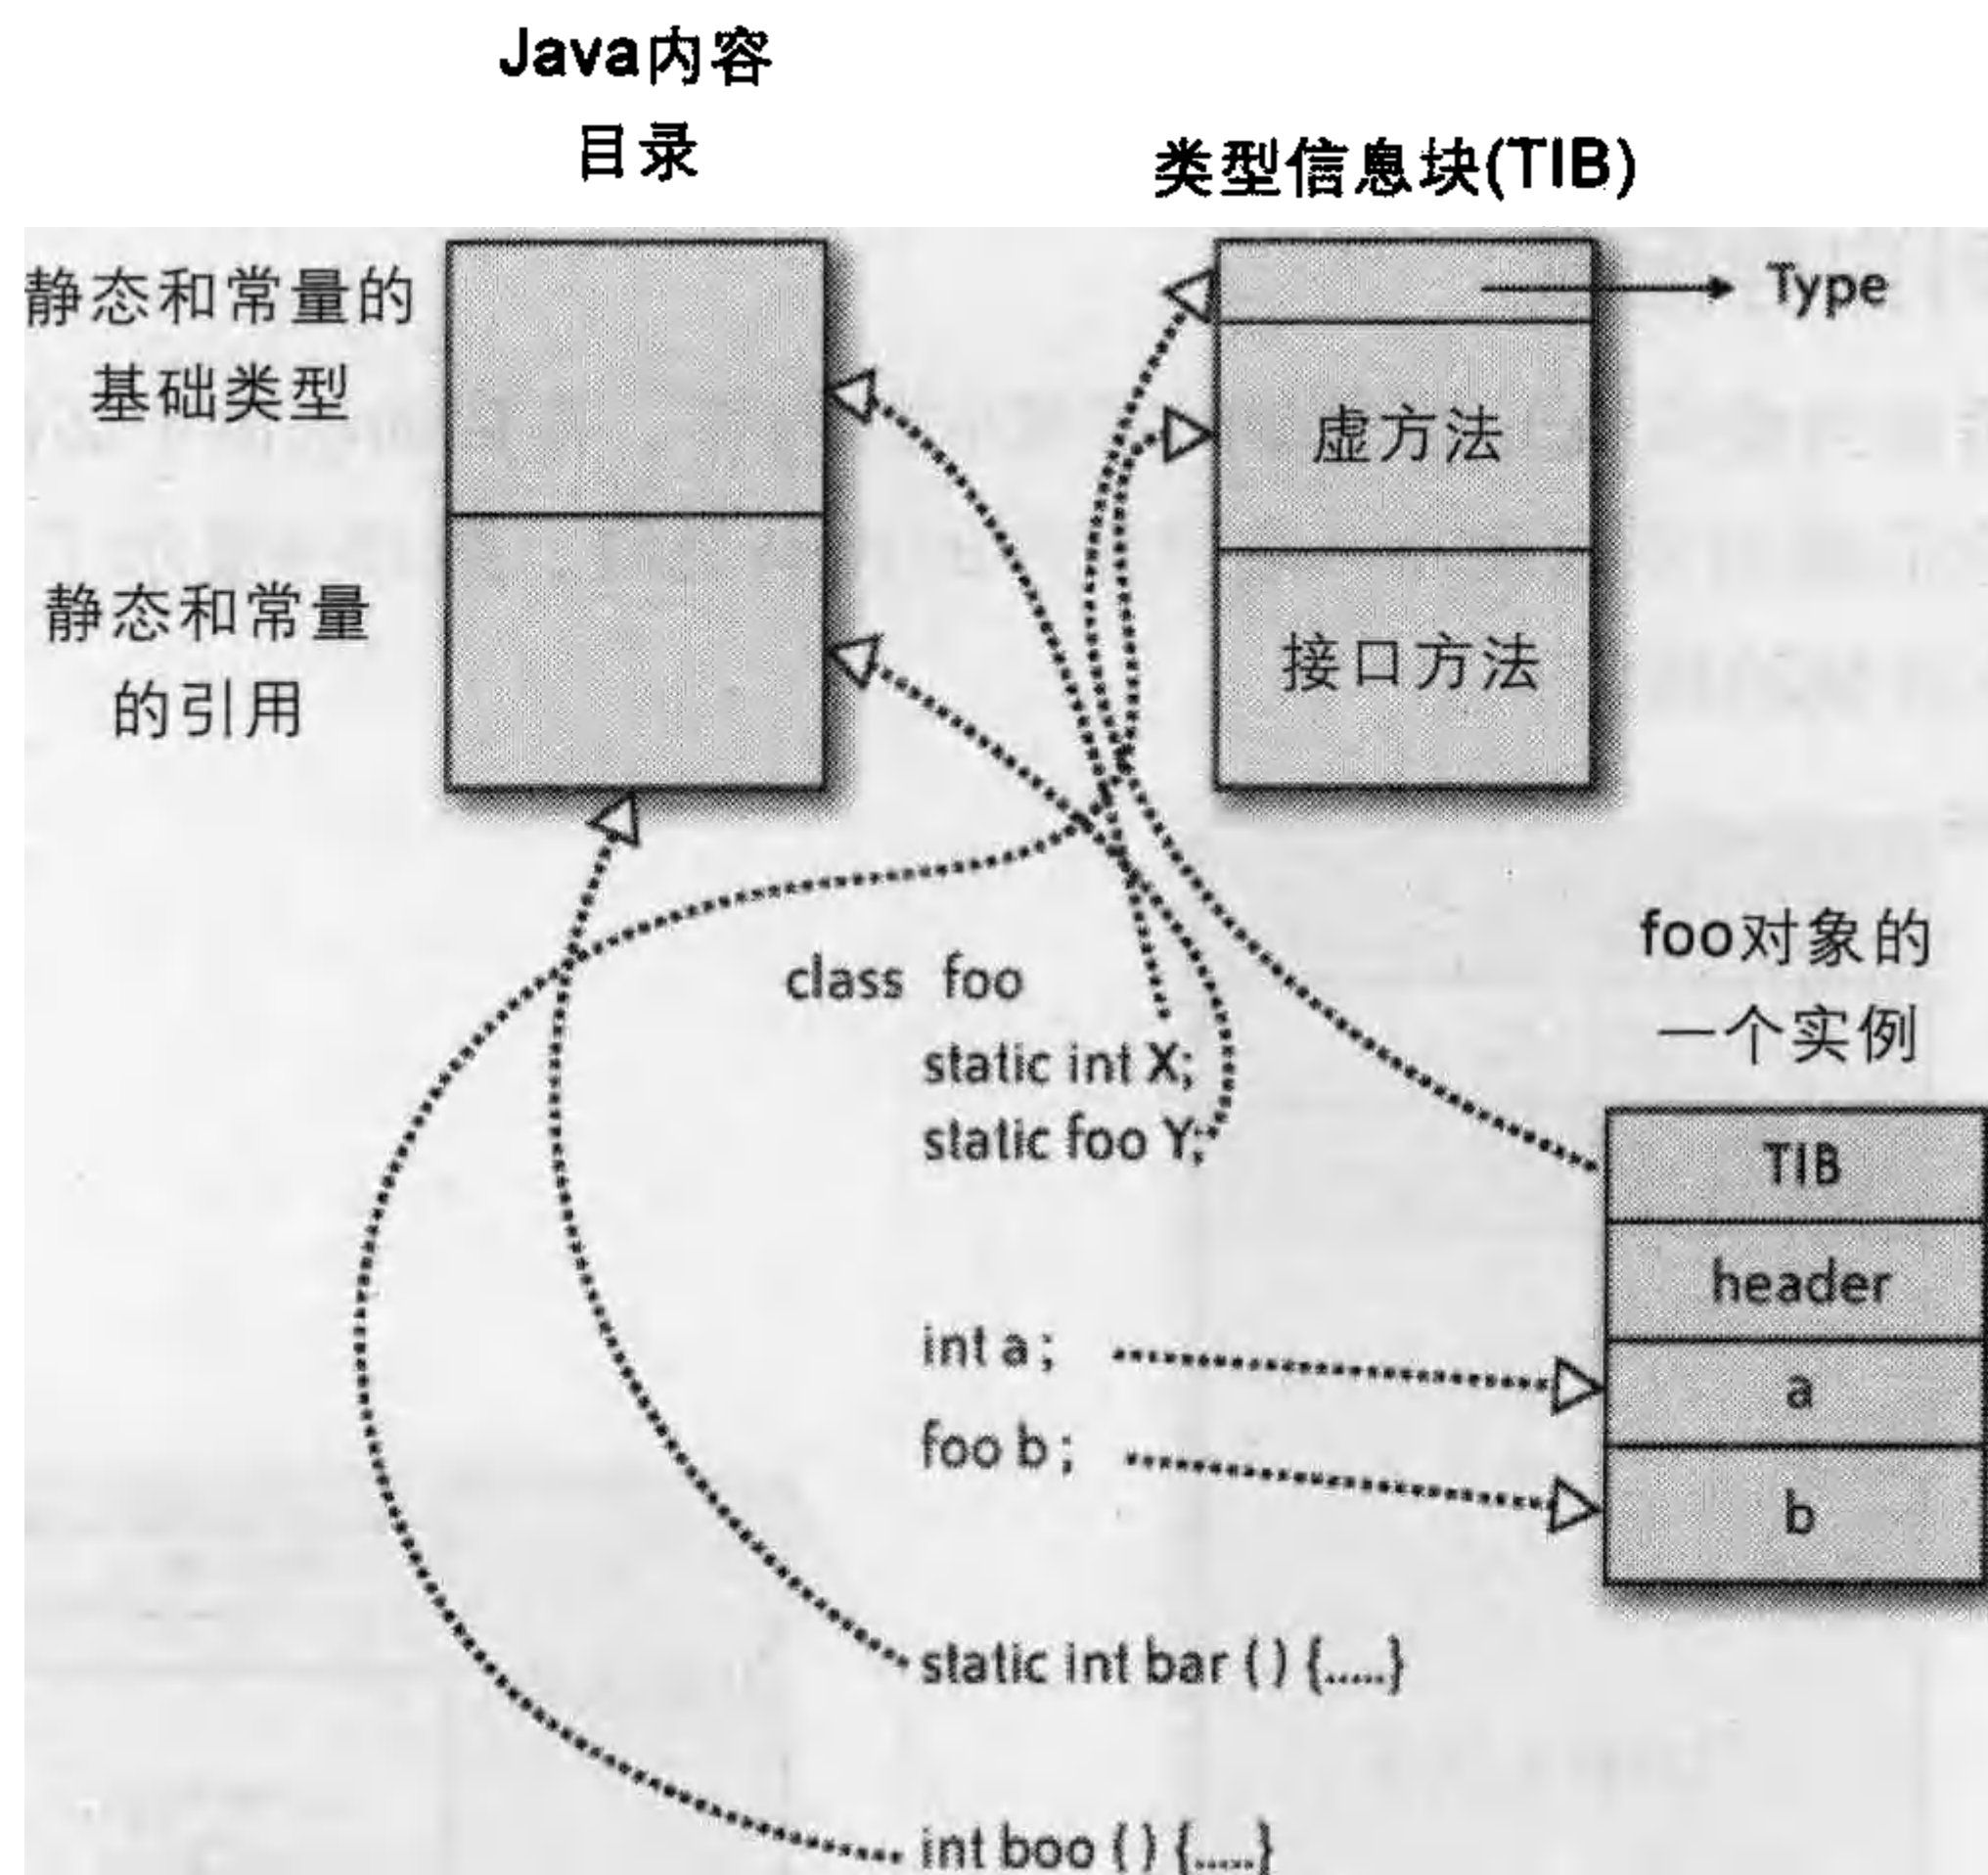 Java内容
目录
类型信息块(TIB)
静态和常量的
基础类型
Type
虚方法
静态和常量
的引用
接口方法
class foo
static int X;
static foo Y;
foo对象的
一个实例
TIB
header
int a ;
a
foo b ;
b
static int bar ( ) {.....}
int boo ( ) {.....}